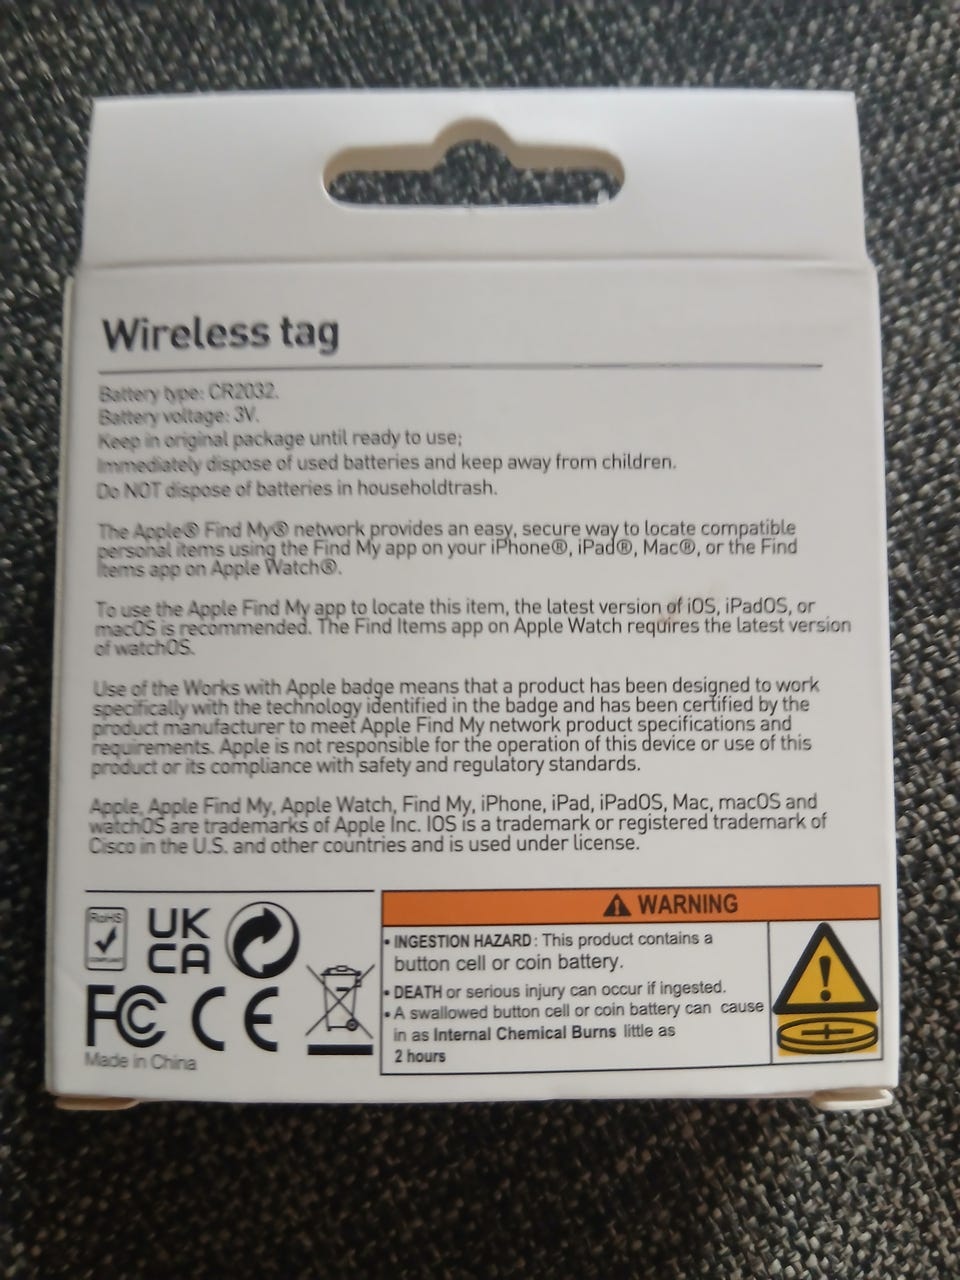 Wireless tag
Battery type: CR2032.
Battery voltage: 3V.
Keep in original package until ready to use;
Immediately dispose of used batteries and keep away from children.
Do NOT dispose of batteries in householdtrash.
The Apple® Find My® network provides an easy, secure way to locate compatible
personal items using the Find My app on your iPhone®, iPad®, Mac®, or the Find
Items app on Apple Watch®.
To use the Apple Find My app to locate this item, the latest version of iOS, iPadOS, or
macOS is recommended. The Find Items app on Apple Watch requires the latest version
of watchOS.
Use of the Works with Apple badge means that a product has been designed to work
specifically with the technology identified in the badge and has been certified by the
product manufacturer to meet Apple Find My network product specifications and
requirements. Apple is not responsible for the operation of this device or use of this
product or its compliance with safety and regulatory standards.
Apple, Apple Find My, Apple Watch, Find My, iPhone, iPad, iPadOS, Mac, macOS and
watchOS are trademarks of Apple Inc. IOS is a trademark or registered trademark of
Cisco in the U.S. and other countries and is used under license.
RoHS
COMPLIANT
UK
CA
FC CE
Made in China
WARNING
• INGESTION HAZARD: This product contains a
button cell or coin battery.
• DEATH or serious injury can occur if ingested.
• A swallowed button cell or coin battery can cause
in as Internal Chemical Burns little as
2 hours